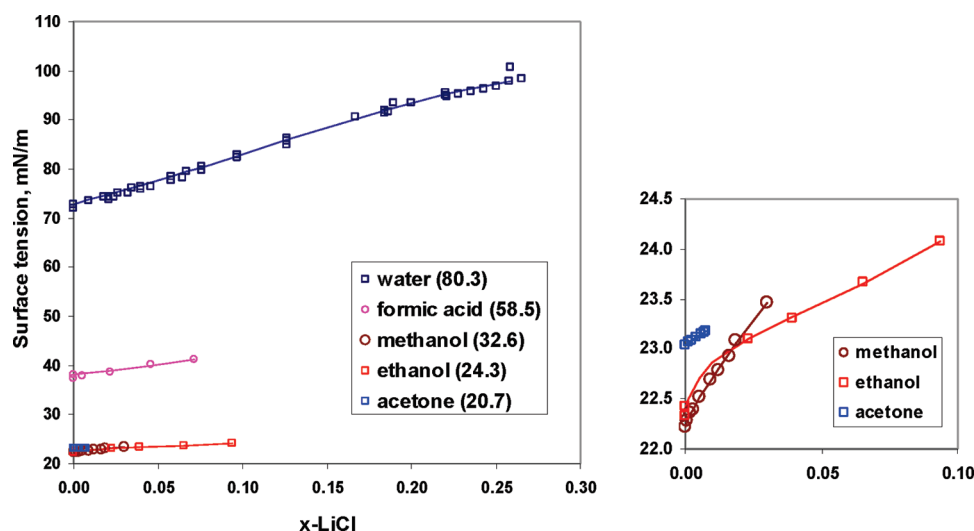 110
100
90
80
70
60
50
40
30
20
0.00 0.05 0.10 0.15 0.20 0.25 0.30
Surface tension, mN/m
x-LiCl
water (80.3)
formic acid (58.5)
methanol (32.6)
ethanol (24.3)
acetone (20.7)
24.5
24.0
23.5
23.0
22.5
22.0
0.00 0.05 0.10
methanol
ethanol
acetone